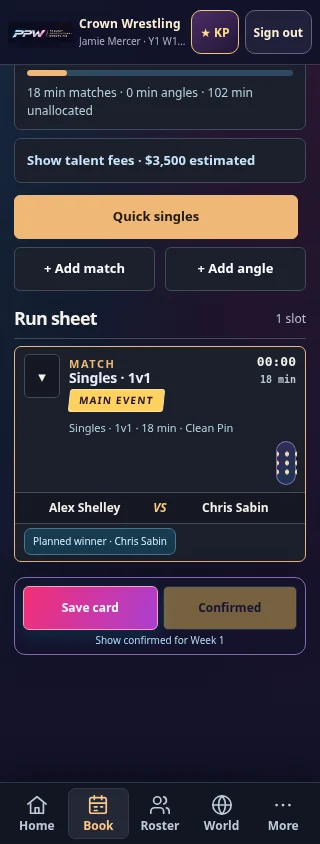 PPW
Crown Wrestling
Jamie Mercer · Y1 W1...
★ KP
Sign out
18 min matches · 0 min angles · 102 min
unallocated
Show talent fees · $3,500 estimated
Quick singles
+ Add match
+ Add angle
Run sheet
1 slot
MATCH
00:00
Singles · 1v1
18 min
MAIN EVENT
Singles · 1v1 · 18 min · Clean Pin
Alex Shelley VS Chris Sabin
Planned winner · Chris Sabin
Save card
Confirmed
Show confirmed for Week 1
Home
Book
Roster
World
More